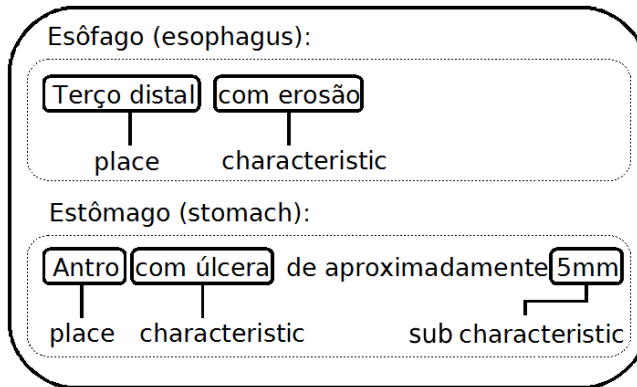 Esôfago (esophagus):
Terço distal com erosão
place characteristic
Estômago (stomach):
Antro com úlcera de aproximadamente 5mm
place characteristic sub characteristic